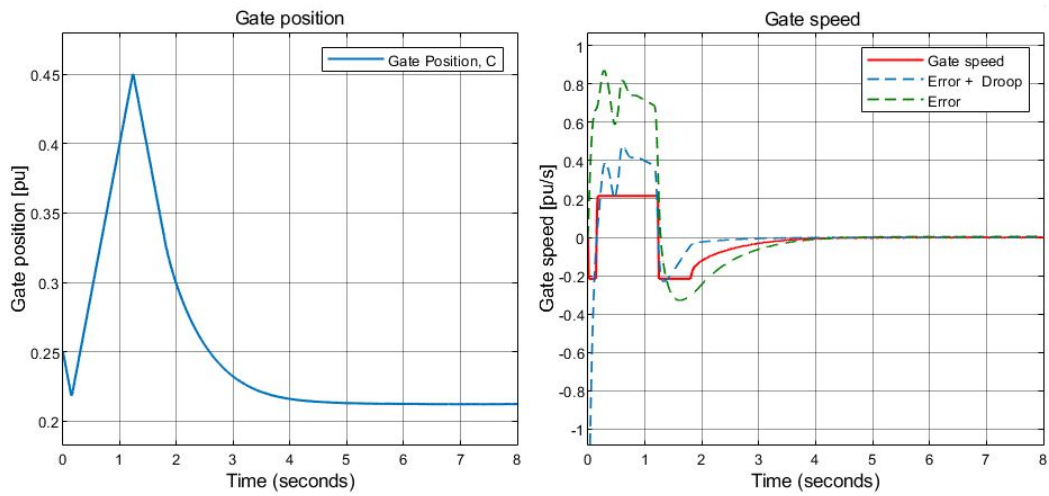 Gate position
Gate Position, C
Gate position [pu]
0.45
0.4
0.35
0.3
0.25
0.2
0 1 2 3 4 5 6 7 8
Time (seconds)
Gate speed
Gate speed
Error + Droop
Error
Gate speed [pu/s]
1
0.8
0.6
0.4
0.2
0
-0.2
-0.4
-0.6
-0.8
-1
0 1 2 3 4 5 6 7 8
Time (seconds)